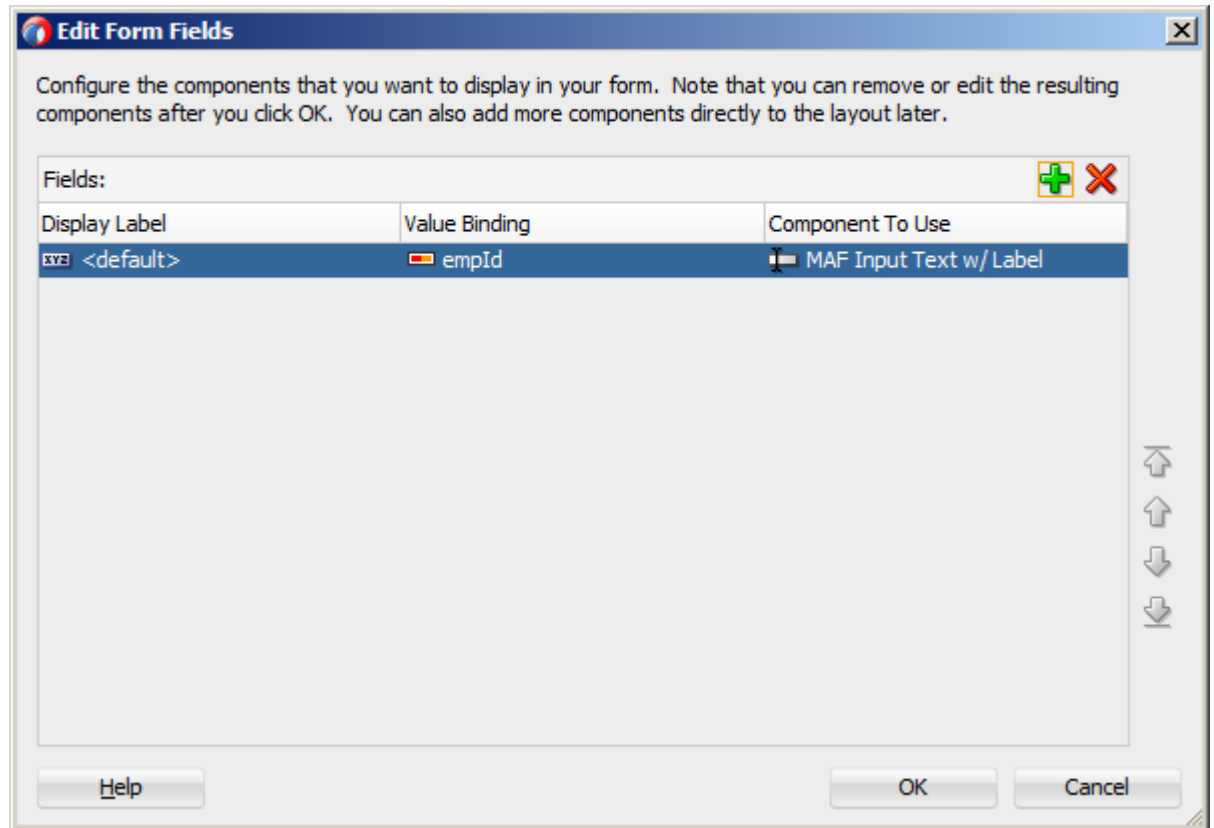 Edit Form Fields
Configure the components that you want to display in your form. Note that you can remove or edit the resulting
components after you click OK. You can also add more components directly to the layout later.
Fields:
Display Label Value Binding Component To Use
XYZ <default> empId MAF Input Text w/ Label
Help OK Cancel